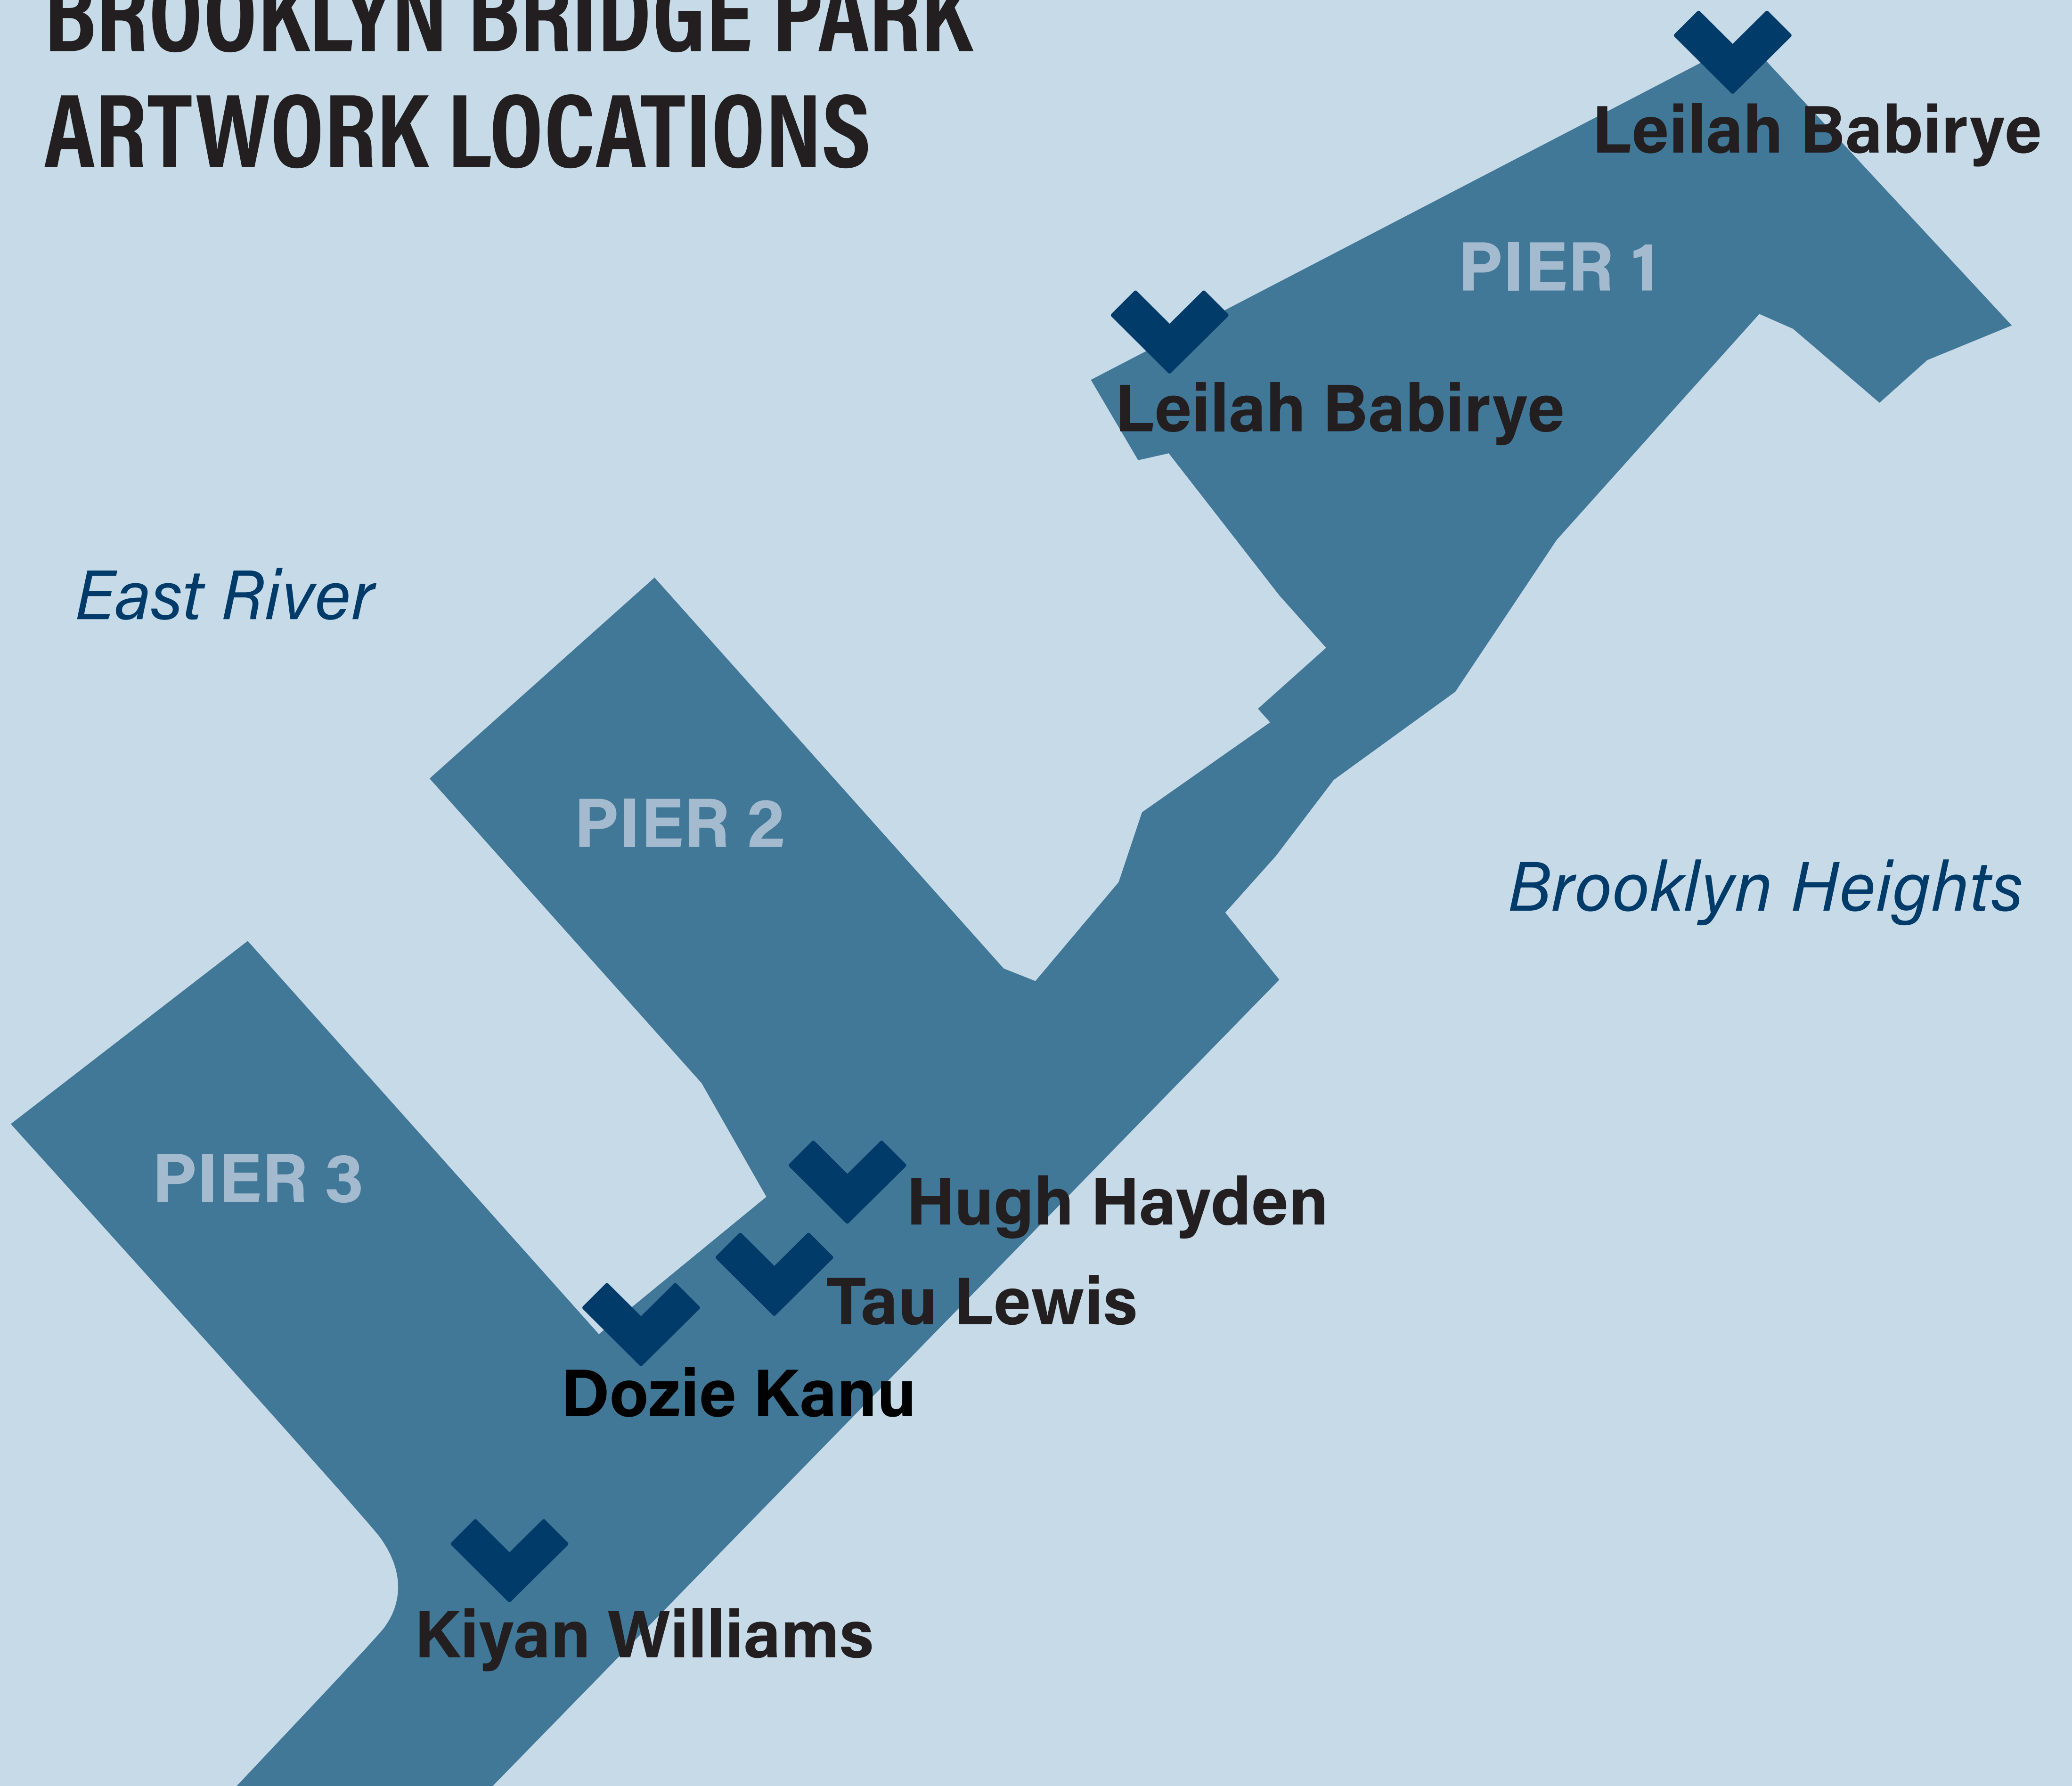 BROOKLYN BRIDGE PARK
ARTWORK LOCATIONS
Leilah Babirye
PIER 1
Leilah Babirye
East River
PIER 2
Brooklyn Heights
PIER 3
Hugh Hayden
Tau Lewis
Dozie Kanu
Kiyan Williams